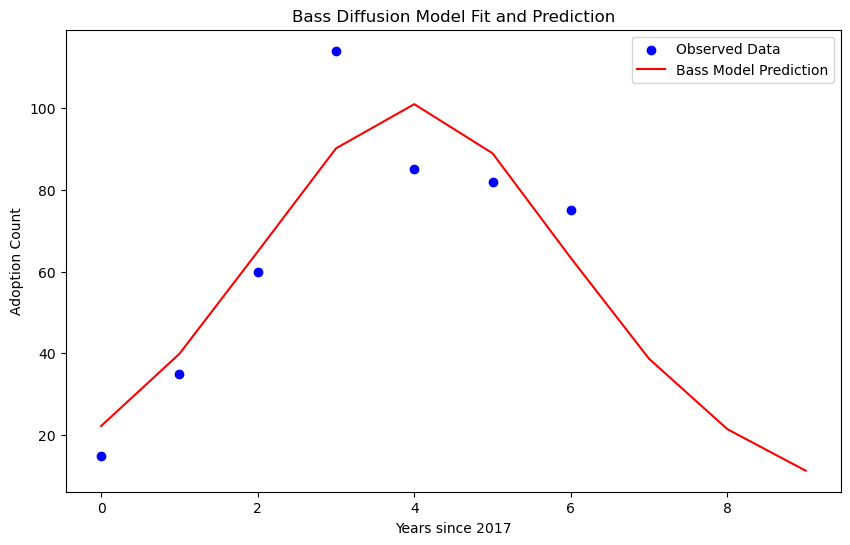 Bass Diffusion Model Fit and Prediction
Observed Data
Bass Model Prediction
Adoption Count
100
80
60
40
20
0 2 4 6 8
Years since 2017